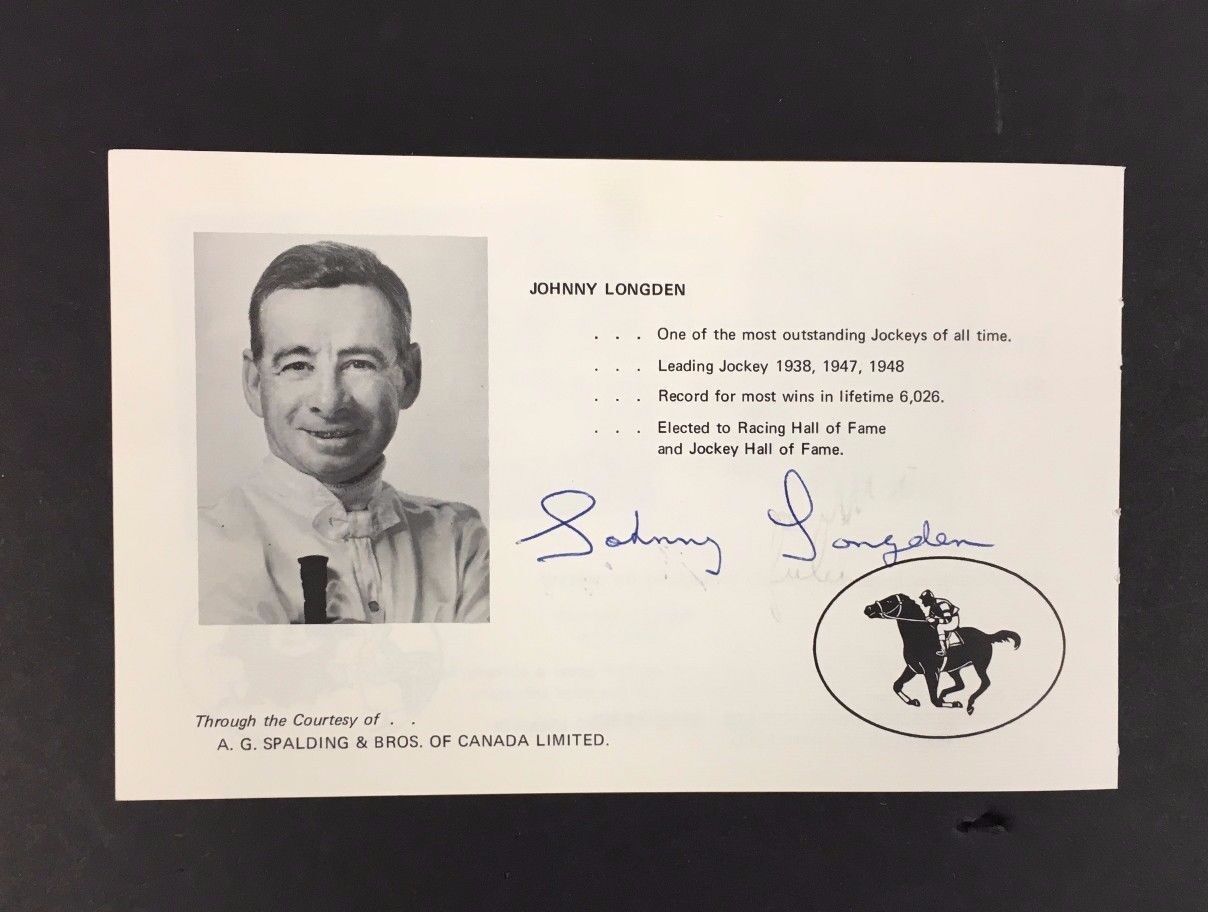 JOHNNY LONGDEN
. . . One of the most outstanding Jockeys of all time.
. . . Leading Jockey 1938, 1947, 1948
. . . Record for most wins in lifetime 6,026.
. . . Elected to Racing Hall of Fame
and Jockey Hall of Fame.
Johnny Longden
Through the Courtesy of . .
A. G. SPALDING & BROS. OF CANADA LIMITED.